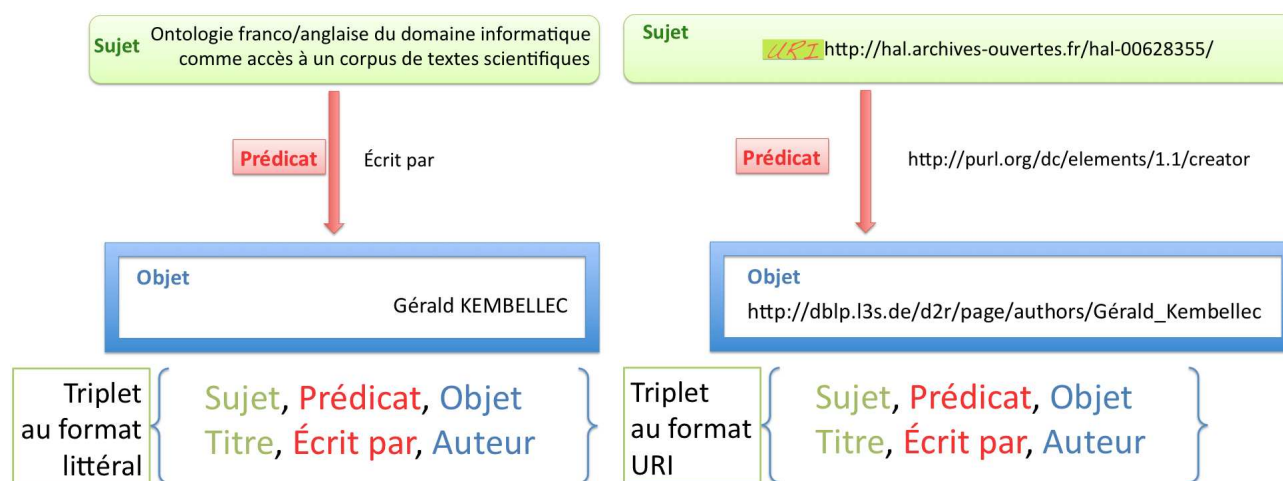 Sujet
Ontologie franco/anglaise du domaine informatique
comme accès à un corpus de textes scientifiques
Prédicat
Écrit par
Objet
Gérald KEMBELLEC
Triplet
au format
littéral
Sujet, Prédicat, Objet
Titre, Écrit par, Auteur
Sujet
URI http://hal.archives-ouvertes.fr/hal-00628355/
Prédicat
http://purl.org/dc/elements/1.1/creator
Objet
http://dblp.l3s.de/d2r/page/authors/Gérald_Kembellec
Triplet
au format
URI
Sujet, Prédicat, Objet
Titre, Écrit par, Auteur